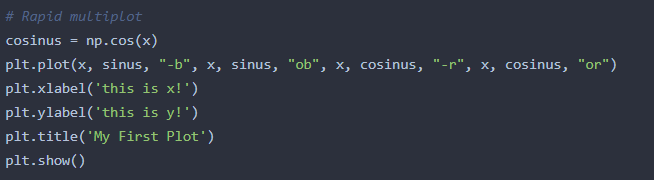 # Rapid multiplot
cosinus = np.cos(x)
plt.plot(x, sinus, "-b", x, sinus, "ob", x, cosinus, "-r", x, cosinus, "or")
plt.xlabel('this is x!')
plt.ylabel('this is y!')
plt.title('My First Plot')
plt.show()